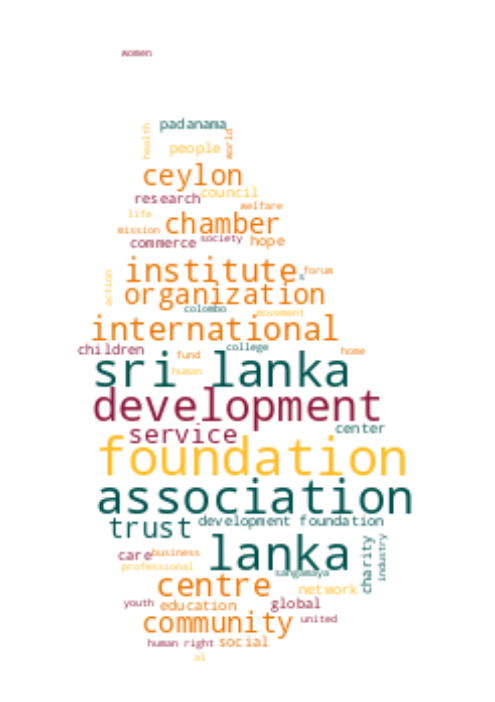 women
padanama
health
world
people
ceylon
council
research
welfare
life
chamber
mission
society
commerce
hope
institute
s
forum
action
organization
colombo
movement
international
college
children
fund
home
human
sri lanka
development
service
center
foundation
association
trust
development foundation
lanka
care
business
charity
industry
professional
sangamaya
centre
network
youth
education
global
community
united
human right
social
al